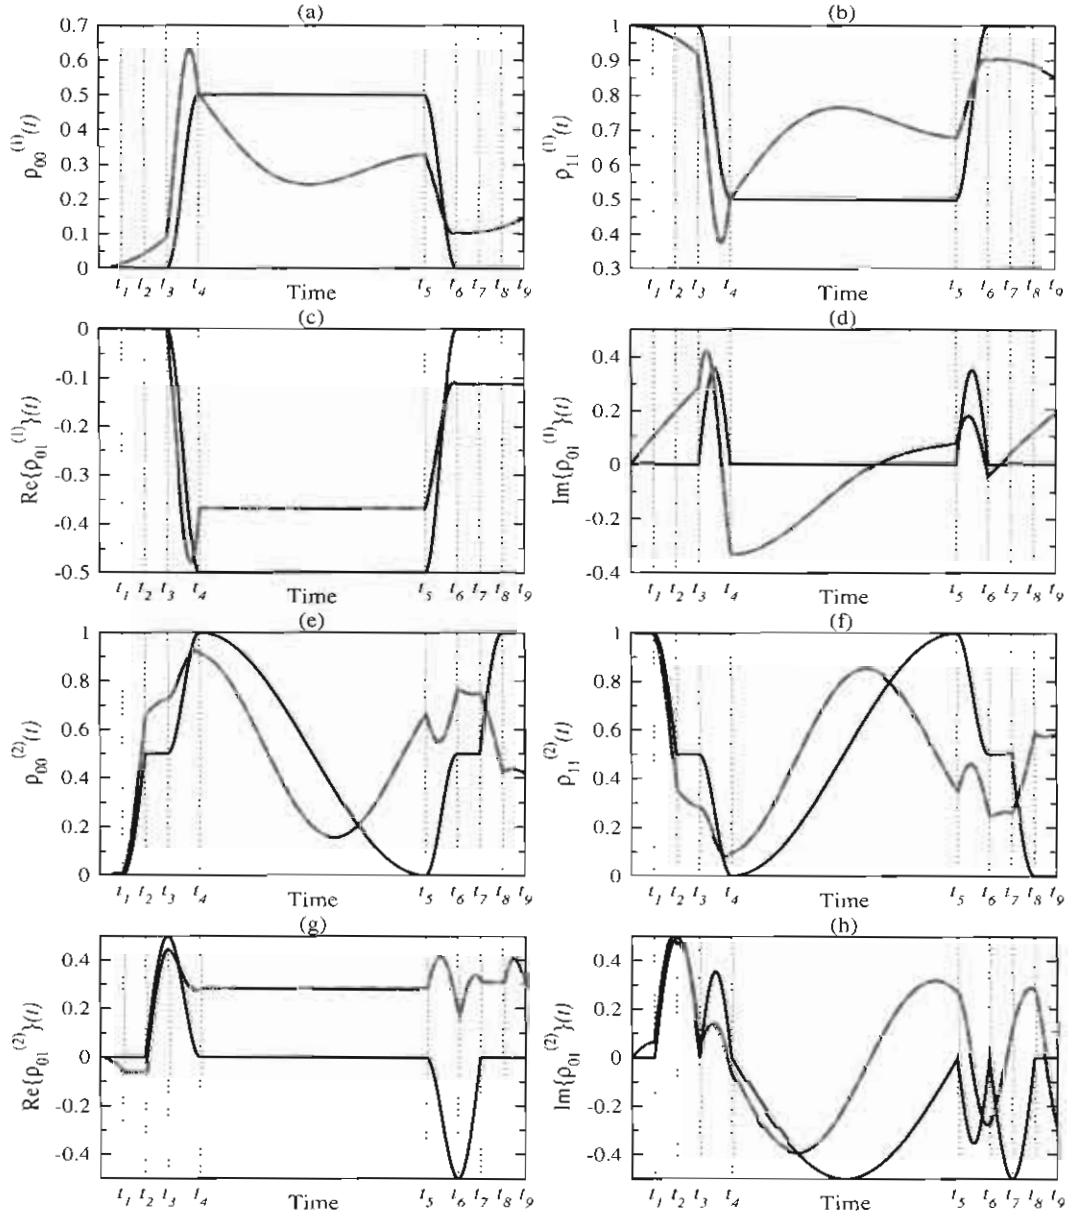 (a) (b)
0.7 0.6 0.5 0.4 0.3 0.2 0.1 0
ρ00(1)(t)
t1 t2 t3 t4 Time t5 t6 t7 t8 t9
1 0.9 0.8 0.7 0.6 0.5 0.4 0.3
ρ11(1)(t)
t1 t2 t3 t4 Time t5 t6 t7 t8 t9
(c) (d)
0 -0.1 -0.2 -0.3 -0.4 -0.5
Re{ρ01(1)}(t)
t1 t2 t3 t4 Time t5 t6 t7 t8 t9
0.4 0.2 0 -0.2 -0.4
Im{ρ01(1)}(t)
t1 t2 t3 t4 Time t5 t6 t7 t8 t9
(e) (f)
1 0.8 0.6 0.4 0.2 0
ρ00(2)(t)
t1 t2 t3 t4 Time t5 t6 t7 t8 t9
1 0.8 0.6 0.4 0.2 0
ρ11(2)(t)
t1 t2 t3 t4 Time t5 t6 t7 t8 t9
(g) (h)
0.4 0.2 0 -0.2 -0.4
Re{ρ01(2)}(t)
t1 t2 t3 t4 Time t5 t6 t7 t8 t9
0.4 0.2 0 -0.2 -0.4
Im{ρ01(2)}(t)
t1 t2 t3 t4 Time t5 t6 t7 t8 t9